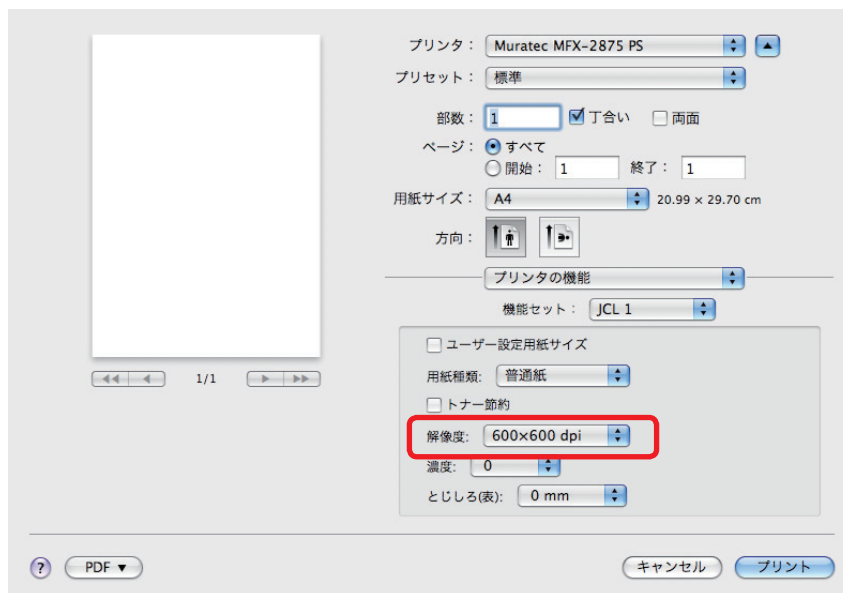 プリンタ： Muratec MFX-2875 PS
プリセット： 標準
部数： 1 丁合い 両面
ページ： すべて
開始： 1 終了： 1
用紙サイズ： A4 20.99 × 29.70 cm
方向：
プリンタの機能
機能セット： JCL 1
ユーザー設定用紙サイズ
用紙種類: 普通紙
トナー節約
解像度: 600×600 dpi
濃度: 0
とじしろ(表): 0 mm
1/1
? PDF ▼ キャンセル プリント